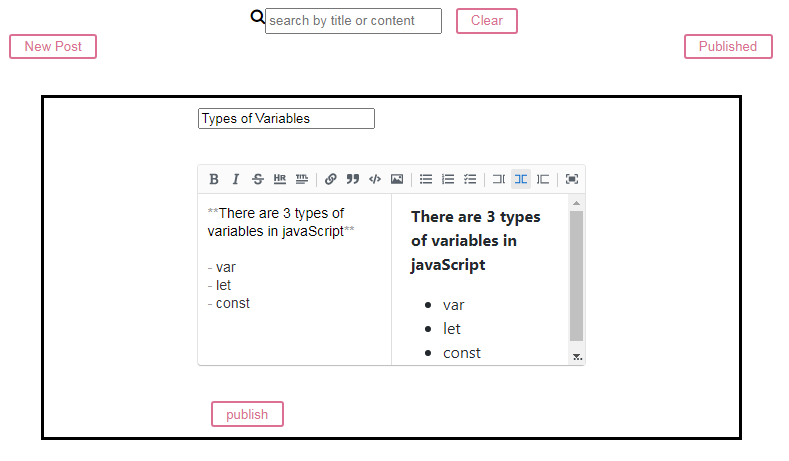 search by title or content Clear
New Post Published
Types of Variables
B I S HR TITL
**There are 3 types of
variables in javaScript**
- var
- let
- const
There are 3 types
of variables in
javaScript
• var
• let
• const
publish